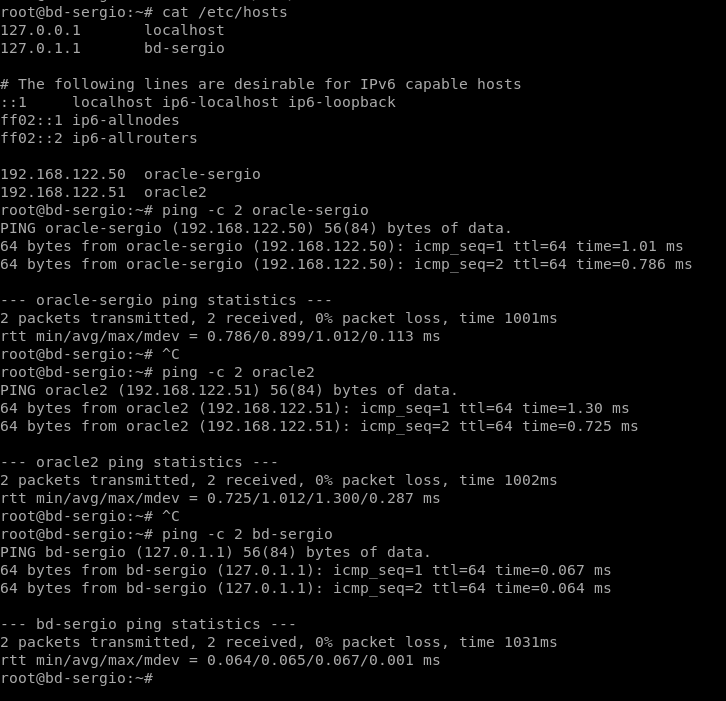 root@bd-sergio:~# cat /etc/hosts
127.0.0.1       localhost
127.0.1.1       bd-sergio

# The following lines are desirable for IPv6 capable hosts
::1     localhost ip6-localhost ip6-loopback
ff02::1 ip6-allnodes
ff02::2 ip6-allrouters

192.168.122.50  oracle-sergio
192.168.122.51  oracle2
root@bd-sergio:~# ping -c 2 oracle-sergio
PING oracle-sergio (192.168.122.50) 56(84) bytes of data.
64 bytes from oracle-sergio (192.168.122.50): icmp_seq=1 ttl=64 time=1.01 ms
64 bytes from oracle-sergio (192.168.122.50): icmp_seq=2 ttl=64 time=0.786 ms

--- oracle-sergio ping statistics ---
2 packets transmitted, 2 received, 0% packet loss, time 1001ms
rtt min/avg/max/mdev = 0.786/0.899/1.012/0.113 ms
root@bd-sergio:~# ^C
root@bd-sergio:~# ping -c 2 oracle2
PING oracle2 (192.168.122.51) 56(84) bytes of data.
64 bytes from oracle2 (192.168.122.51): icmp_seq=1 ttl=64 time=1.30 ms
64 bytes from oracle2 (192.168.122.51): icmp_seq=2 ttl=64 time=0.725 ms

--- oracle2 ping statistics ---
2 packets transmitted, 2 received, 0% packet loss, time 1002ms
rtt min/avg/max/mdev = 0.725/1.012/1.300/0.287 ms
root@bd-sergio:~# ^C
root@bd-sergio:~# ping -c 2 bd-sergio
PING bd-sergio (127.0.1.1) 56(84) bytes of data.
64 bytes from bd-sergio (127.0.1.1): icmp_seq=1 ttl=64 time=0.067 ms
64 bytes from bd-sergio (127.0.1.1): icmp_seq=2 ttl=64 time=0.064 ms

--- bd-sergio ping statistics ---
2 packets transmitted, 2 received, 0% packet loss, time 1031ms
rtt min/avg/max/mdev = 0.064/0.065/0.067/0.001 ms
root@bd-sergio:~#